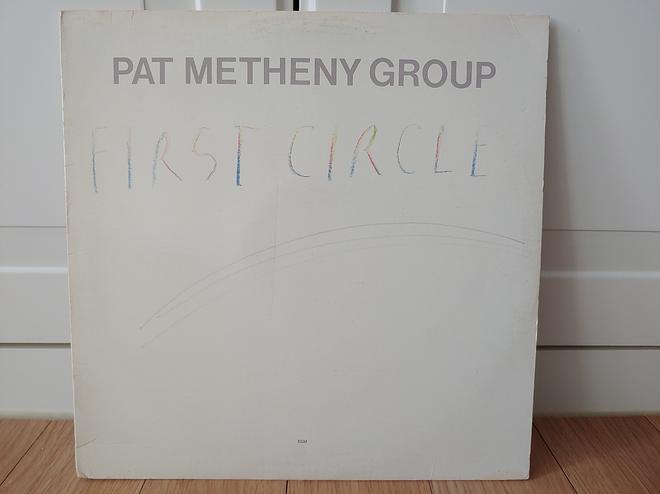 PAT METHENY GROUP
FIRST CIRCLE
ECM